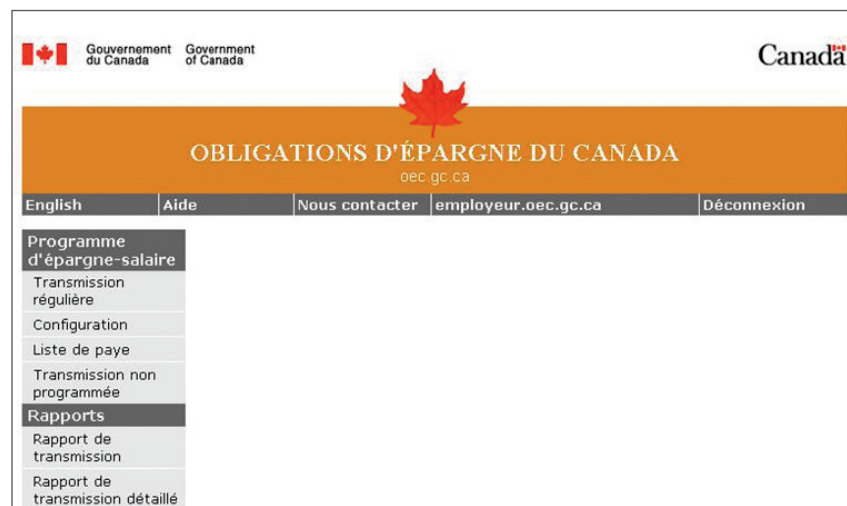 Gouvernement Government
du Canada of Canada
Canada
OBLIGATIONS D'ÉPARGNE DU CANADA
oec.gc.ca
English Aide Nous contacter employeur.oec.gc.ca Déconnexion
Programme
d'épargne-salaire
Transmission
régulière
Configuration
Liste de paye
Transmission non
programmée
Rapports
Rapport de
transmission
Rapport de
transmission détaillé